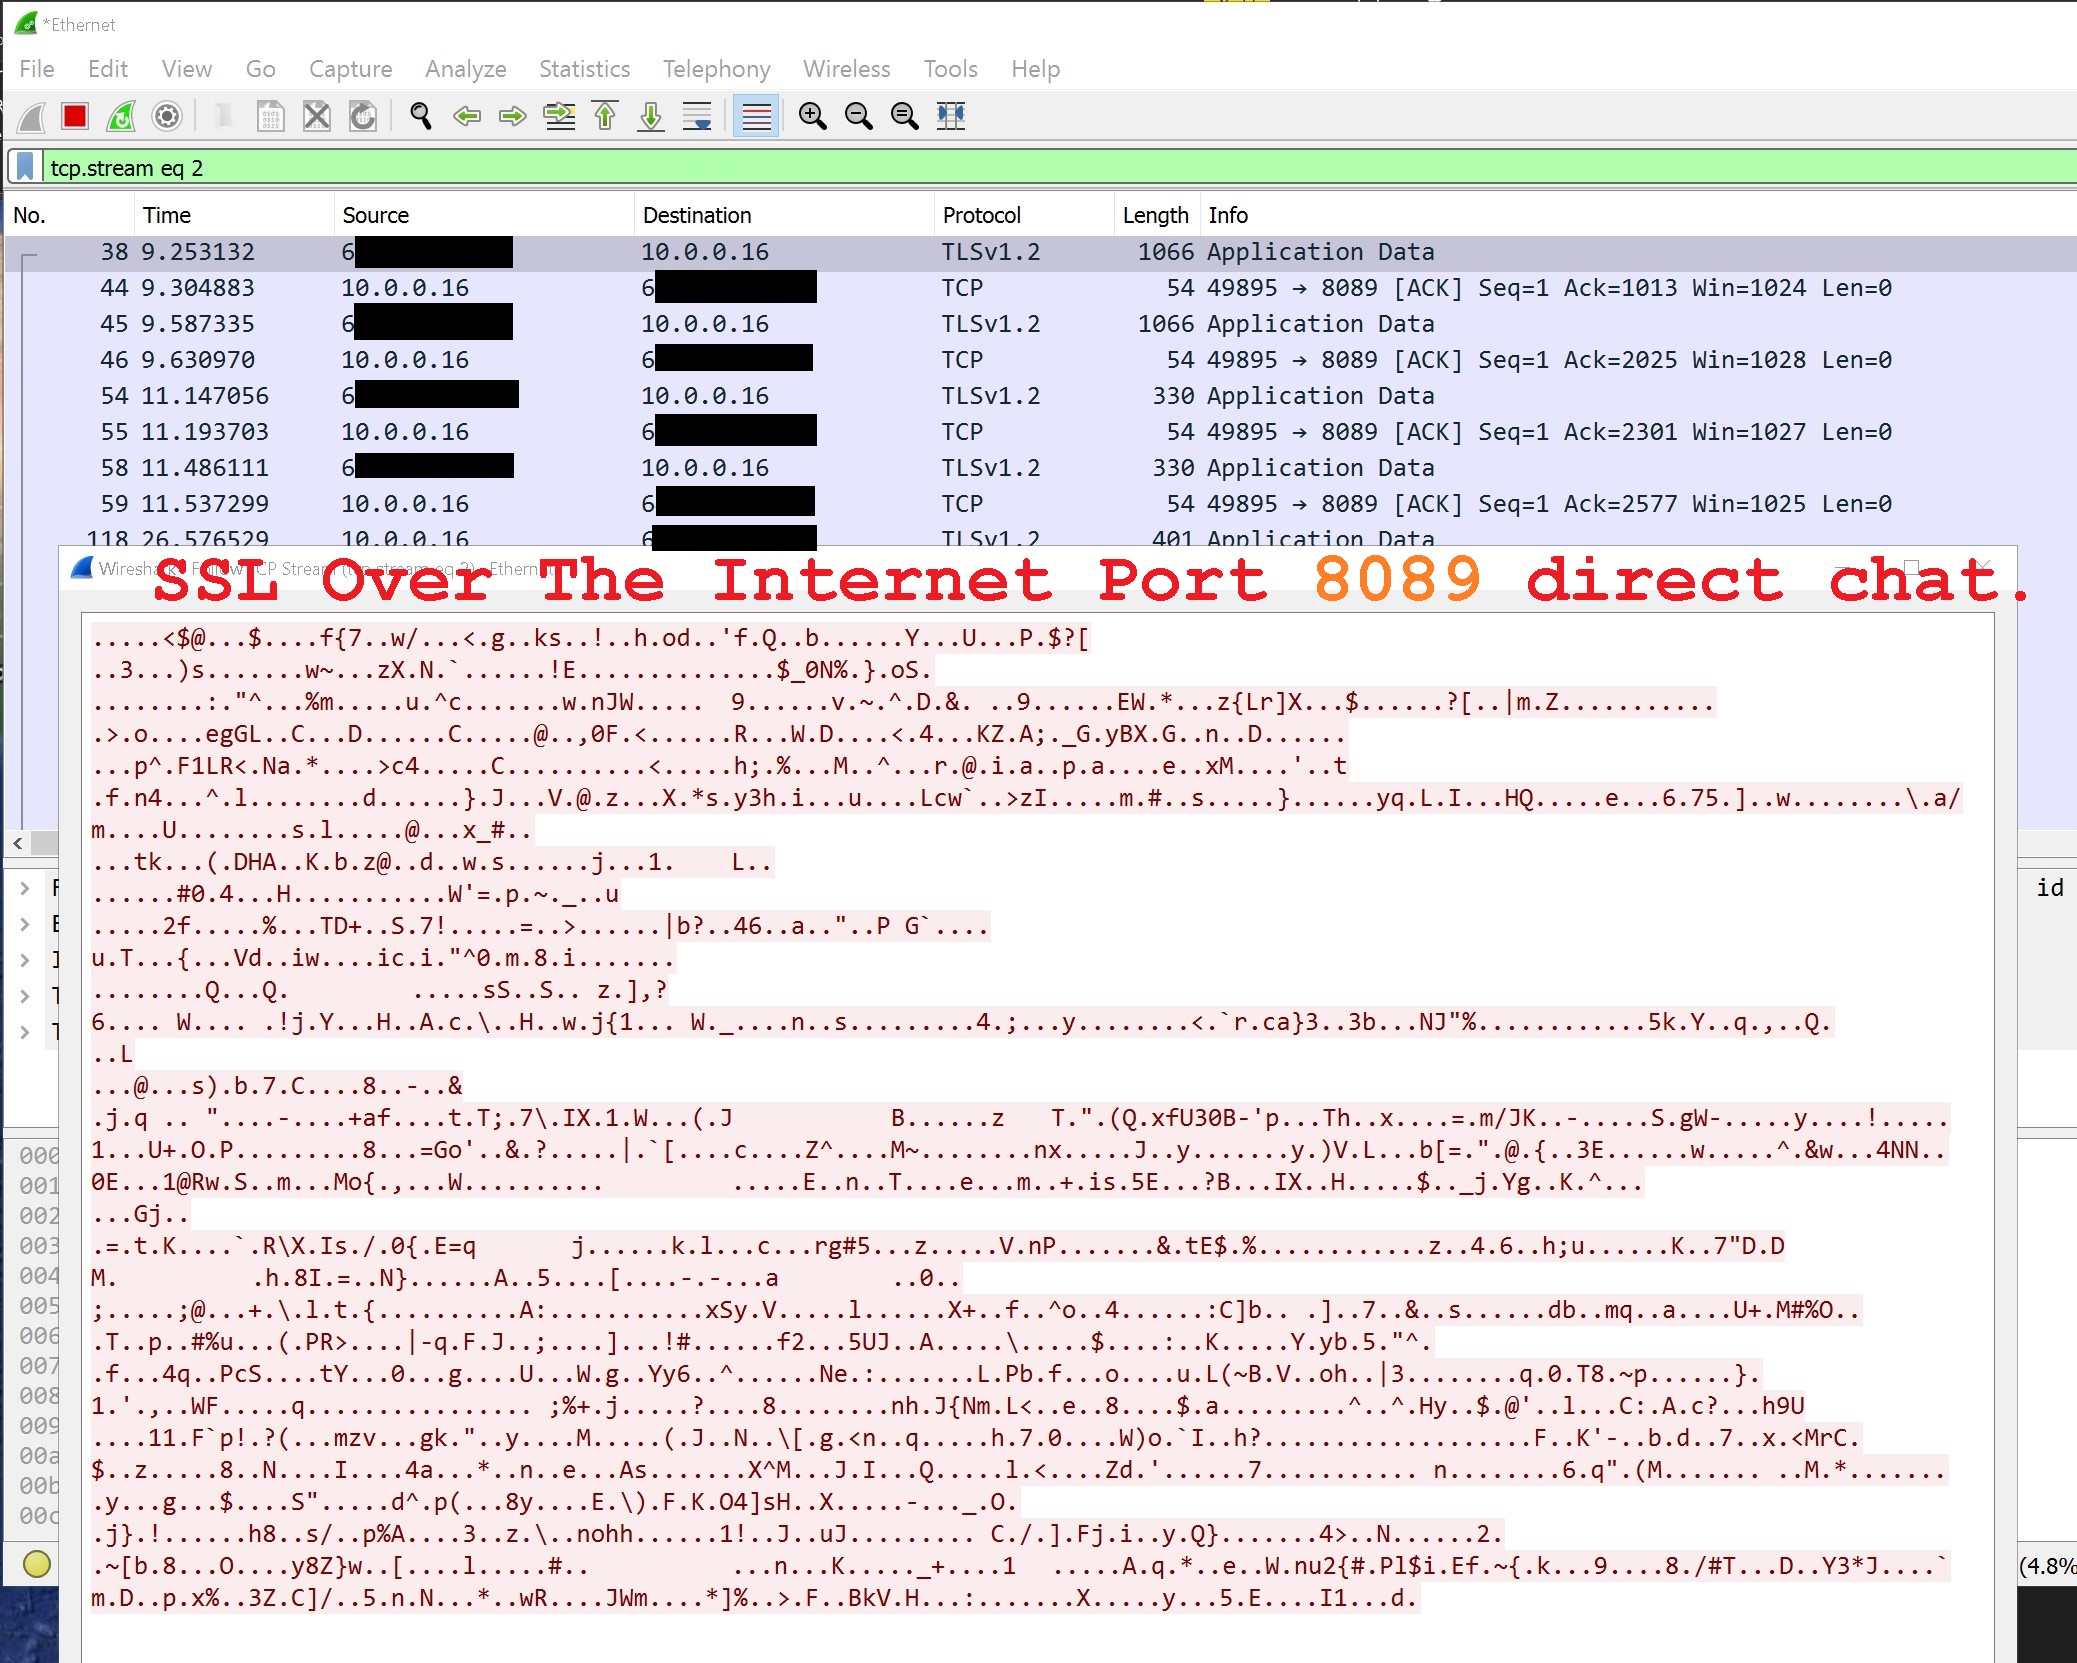 *Ethernet
File Edit View Go Capture Analyze Statistics Telephony Wireless Tools Help
tcp.stream eq 2
No. Time Source Destination Protocol Length Info
38 9.253132 6 10.0.0.16 TLSv1.2 1066 Application Data
44 9.304883 10.0.0.16 6 TCP 54 49895 → 8089 [ACK] Seq=1 Ack=1013 Win=1024 Len=0
45 9.587335 6 10.0.0.16 TLSv1.2 1066 Application Data
46 9.630970 10.0.0.16 6 TCP 54 49895 → 8089 [ACK] Seq=1 Ack=2025 Win=1028 Len=0
54 11.147056 6 10.0.0.16 TLSv1.2 330 Application Data
55 11.193703 10.0.0.16 6 TCP 54 49895 → 8089 [ACK] Seq=1 Ack=2301 Win=1027 Len=0
58 11.486111 6 10.0.0.16 TLSv1.2 330 Application Data
59 11.537299 10.0.0.16 6 TCP 54 49895 → 8089 [ACK] Seq=1 Ack=2577 Win=1025 Len=0
118 26.576529 10.0.0.16 6 TLSv1.2 401 Application Data
SSL Over The Internet Port 8089 direct chat.
.....<$@...$....f{7..w/...<.g..ks..!..h.od..'f.Q..b......Y...U...P.$?[
..3...)s.......w~...zX.N.`......!E..............$_0N%.}.oS.
........:."^...%m.....u.^c.......w.nJW..... 9......v.~.^.D.&. ..9......EW.*...z{Lr]X...$......?[..|m.Z...........
.>.o....egGL..C...D......C.....@..,0F.<......R...W.D....<.4...KZ.A;._G.yBX.G..n..D......
...p^.F1LR<.Na.*....>c4.....C..........<.....h;.%...M..^...r.@.i.a..p.a....e..xM....'..t
.f.n4...^.l........d......}.J...V.@.z...X.*s.y3h.i...u....Lcw`..>zI.....m.#..s.....}......yq.L.I...HQ.....e...6.75.]..w........\.a/
m....U........s.l.....@...x_#..
...tk...(.DHA..K.b.z@..d..w.s......j...1. L..
......#0.4...H...........W'=.p.~._..u
.....2f.....%...TD+..S.7!.....=..>......|b?..46..a.."..P G`....
u.T...{...Vd..iw....ic.i."^0.m.8.i.......
........Q...Q. .....sS..S.. z.],?
6.... W.... .!j.Y...H..A.c.\..H..w.j{1... W._....n..s.........4.;...y........<.`r.ca}3..3b...NJ"%............5k.Y..q.,..Q.
..L
...@...s).b.7.C....8..-..&
.j.q .. "....-....+af....t.T;.7\.IX.1.W...(.J B......z T.".(Q.xfU30B-'p...Th..x....=.m/JK..-.....S.gW-.....y....!.....
1...U+.O.P.........8...=Go'..&.?.....|.`[....c....Z^....M~........nx.....J..y.......y.)V.L...b[=.".@.{..3E......w.....^.&w...4NN..
0E...1@Rw.S..m...Mo{.,...W.......... .....E..n..T....e...m..+.is.5E...?B...IX..H.....$.._j.Yg..K.^...
...Gj..
.=.t.K....`.R\X.Is./.0{.E=q j......k.l...c...rg#5...z.....V.nP.......&.tE$.%............z..4.6..h;u......K..7"D.D
M. .h.8I.=..N}......A..5....[....-.-...a ..0..
;.....;@...+.\.l.t.{..........A:...........xSy.V.....l......X+..f..^o..4......:C]b.. .]..7..&..s......db..mq..a....U+.M#%O..
.T..p..#%u...(.PR>....|-q.F.J..;....]...!#......f2...5UJ..A.....\.....$....:..K.....Y.yb.5."^.
.f...4q..PcS....tY...0...g....U...W.g..Yy6..^......Ne.:.......L.Pb.f...o....u.L(~B.V..oh..|3........q.0.T8.~p......}.
1.'.,..WF.....q................ ;%+.j.....?....8........nh.J{Nm.L<..e..8....$.a.........^..^.Hy..$.@'..l...C:.A.c?...h9U
....11.F`p!.?(...mzv...gk."..y....M.....(.J..N..\[.g.<n..q.....h.7.0....W)o.`I..h?...................F..K'-..b.d..7..x.<MrC.
$..z.....8..N....I....4a...*..n..e...As.......X^M...J.I...Q.....l.<....Zd.'......7........... n........6.q".(M....... ..M.*.......
.y...g...$....S".....d^.p(...8y....E.\).F.K.O4]sH..X.....-..._.O.
.j}.!......h8..s/..p%A....3..z.\..nohh......1!..J..uJ......... C./.].Fj.i..y.Q}.......4>..N......2.
.~[b.8...O....y8Z}w..[....l.....#.. ...n...K....._+....1 .....A.q.*..e..W.nu2{#.Pl$i.Ef.~{.k...9....8./#T...D..Y3*J....`
m.D..p.x%..3Z.C]/..5.n.N...*..wR....JWm....*]%..>.F..BkV.H...:.......X.....y...5.E....I1...d.
id
000
001
002
003
004
005
006
007
008
009
00a
00b
00c
(4.8%